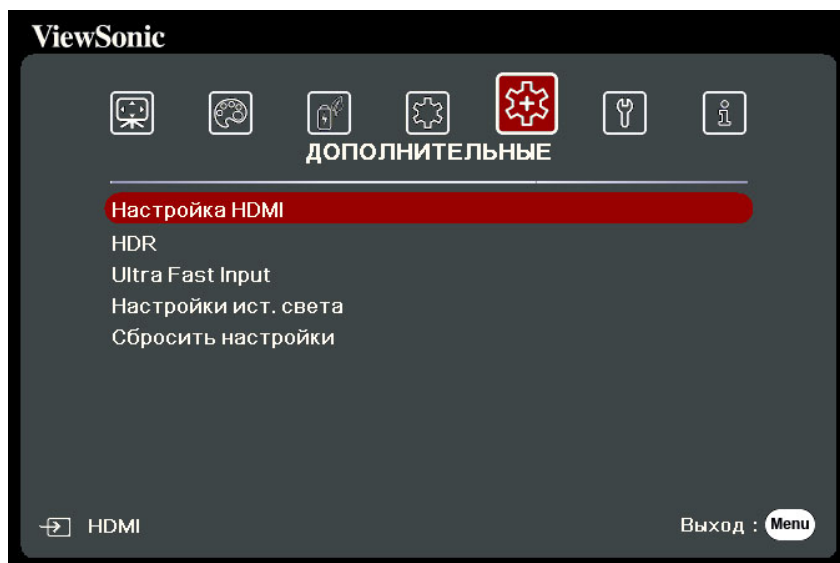 ViewSonic
ДОПОЛНИТЕЛЬНЫЕ
Настройка HDMI
HDR
Ultra Fast Input
Настройки ист. света
Сбросить настройки
HDMI
Выход : Menu